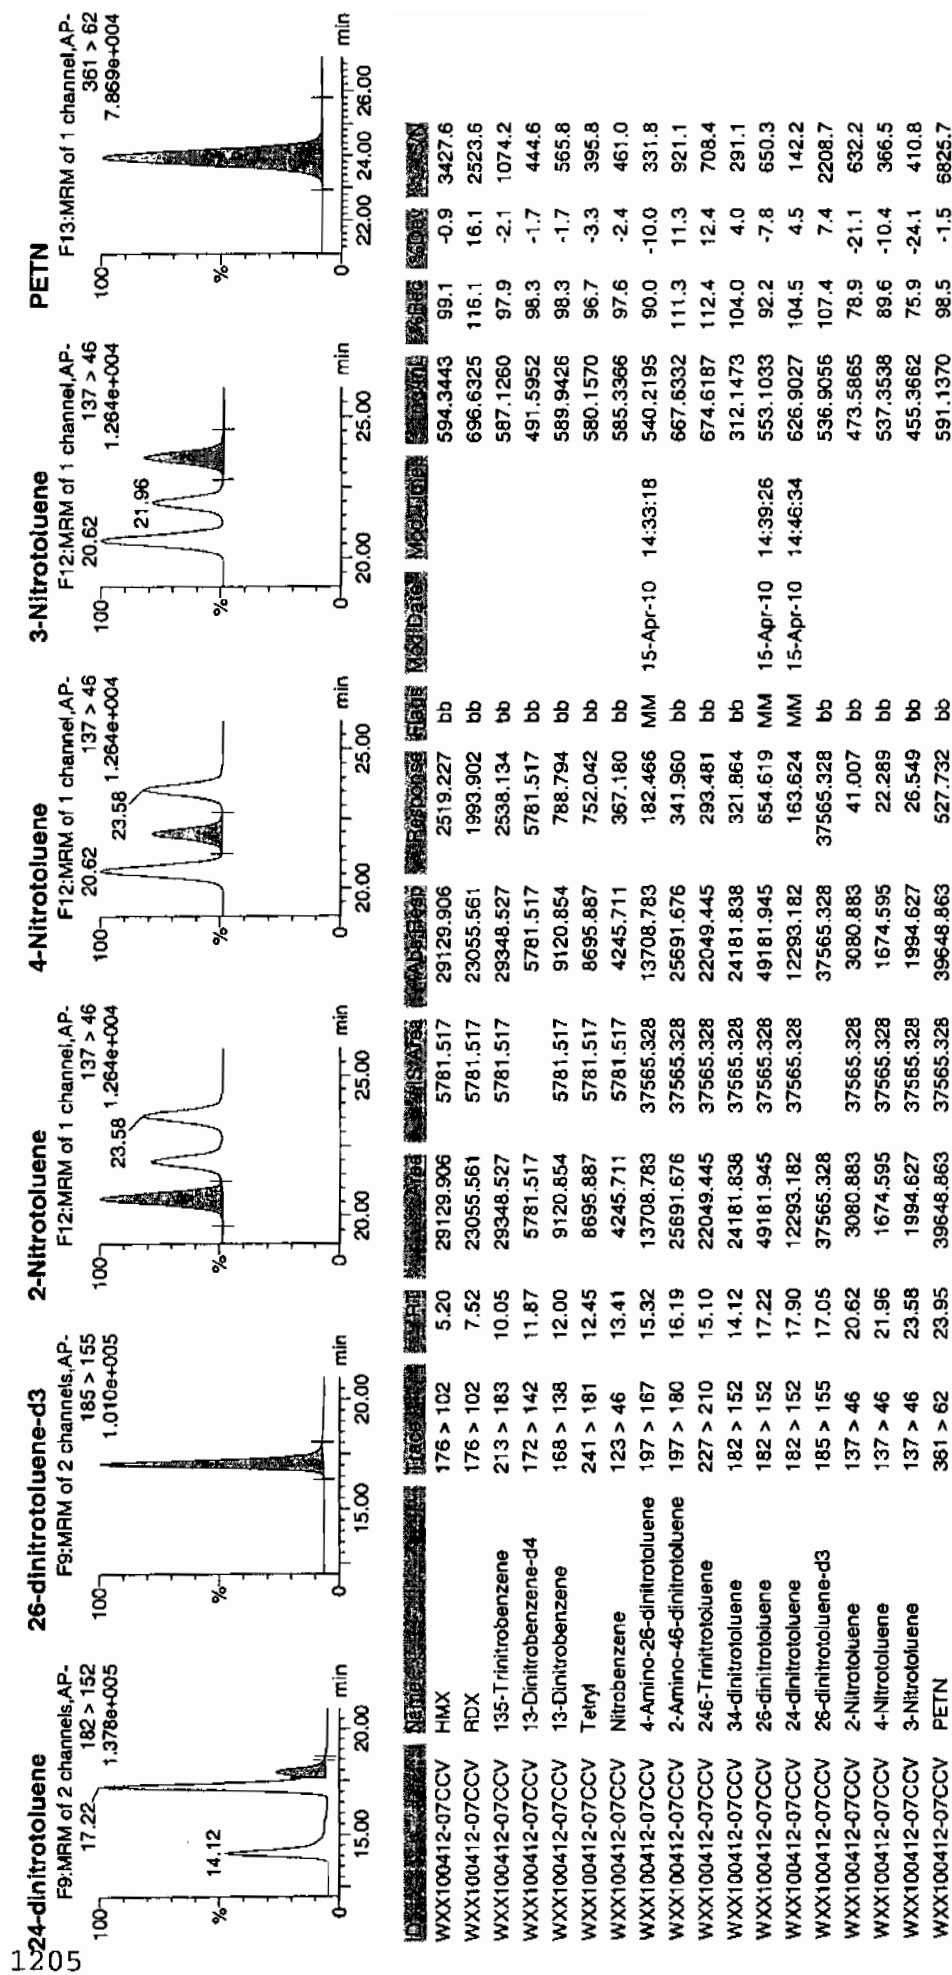 24-dinitrotoluene
F9:MRM of 2 channels,AP-
182 > 152
1.378e+005
17.22
14.12
100
%
0
15.00
20.00
min
26-dinitrotoluene-d3
F9:MRM of 2 channels,AP-
185 > 155
1.010e+005
100
%
0
15.00
20.00
min
2-Nitrotoluene
F12:MRM of 1 channel,AP-
137 > 46
1.264e+004
23.58
100
%
0
20.00
25.00
min
4-Nitrotoluene
F12:MRM of 1 channel,AP-
137 > 46
1.264e+004
20.62
23.58
100
%
0
20.00
25.00
min
3-Nitrotoluene
F12:MRM of 1 channel,AP-
137 > 46
1.264e+004
20.62
21.96
100
%
0
20.00
25.00
min
PETN
F13:MRM of 1 channel,AP-
361 > 62
7.869e+004
100
%
0
22.00
24.00
26.00
min
ID Name Trace RT Area IS Area Response Flags
WXX100412-07CCV HMX 176 > 102 5.20 29129.906 5781.517 29129.906 2519.227 bb 594.3443 99.1 -0.9 3427.6
WXX100412-07CCV RDX 176 > 102 7.52 23055.561 5781.517 23055.561 1993.902 bb 696.6325 116.1 16.1 2523.6
WXX100412-07CCV 135-Trinitrobenzene 213 > 183 10.05 29348.527 5781.517 29348.527 2538.134 bb 587.1260 97.9 -2.1 1074.2
WXX100412-07CCV 13-Dinitrobenzene-d4 172 > 142 11.87 5781.517 5781.517 5781.517 bb 491.5952 98.3 -1.7 444.6
WXX100412-07CCV 13-Dinitrobenzene 168 > 138 12.00 9120.854 5781.517 9120.854 788.794 bb 589.9426 98.3 -1.7 565.8
WXX100412-07CCV Tetryl 241 > 181 12.45 8695.887 5781.517 8695.887 752.042 bb 580.1570 96.7 -3.3 395.8
WXX100412-07CCV Nitrobenzene 123 > 46 13.41 4245.711 5781.517 4245.711 367.180 bb 585.5366 97.6 -2.4 461.0
WXX100412-07CCV 4-Amino-26-dinitrotoluene 197 > 167 15.32 13708.783 37565.328 13708.783 182.466 MM 15-Apr-10 14:33:18 540.2195 90.0 -10.0 331.8
WXX100412-07CCV 2-Amino-46-dinitrotoluene 197 > 180 16.19 25691.676 37565.328 25691.676 341.960 bb 667.6332 111.3 11.3 921.1
WXX100412-07CCV 246-Trinitrotoluene 227 > 210 15.10 22049.445 37565.328 22049.445 293.481 bb 674.6187 112.4 12.4 708.4
WXX100412-07CCV 34-dinitrotoluene 182 > 152 14.12 24181.838 37565.328 24181.838 321.864 bb 312.1473 104.0 4.0 291.1
WXX100412-07CCV 26-dinitrotoluene 182 > 152 17.22 49181.945 37565.328 49181.945 654.619 MM 15-Apr-10 14:39:26 553.1033 92.2 -7.8 650.3
WXX100412-07CCV 24-dinitrotoluene 182 > 152 17.90 12293.182 37565.328 12293.182 163.624 MM 15-Apr-10 14:46:34 626.9027 104.5 4.5 142.2
WXX100412-07CCV 26-dinitrotoluene-d3 185 > 155 17.05 37565.328 37565.328 37565.328 bb 536.9056 107.4 7.4 2208.7
WXX100412-07CCV 2-Nitrotoluene 137 > 46 20.62 3080.883 37565.328 3080.883 41.007 bb 473.5865 78.9 -21.1 632.2
WXX100412-07CCV 4-Nitrotoluene 137 > 46 21.96 1674.595 37565.328 1674.595 22.289 bb 537.3538 89.6 -10.4 366.5
WXX100412-07CCV 3-Nitrotoluene 137 > 46 23.58 1994.627 37565.328 1994.627 26.549 bb 455.3662 75.9 -24.1 410.8
WXX100412-07CCV PETN 361 > 62 23.95 39648.863 37565.328 39648.863 527.732 bb 591.1370 98.5 -1.5 6825.7
1205